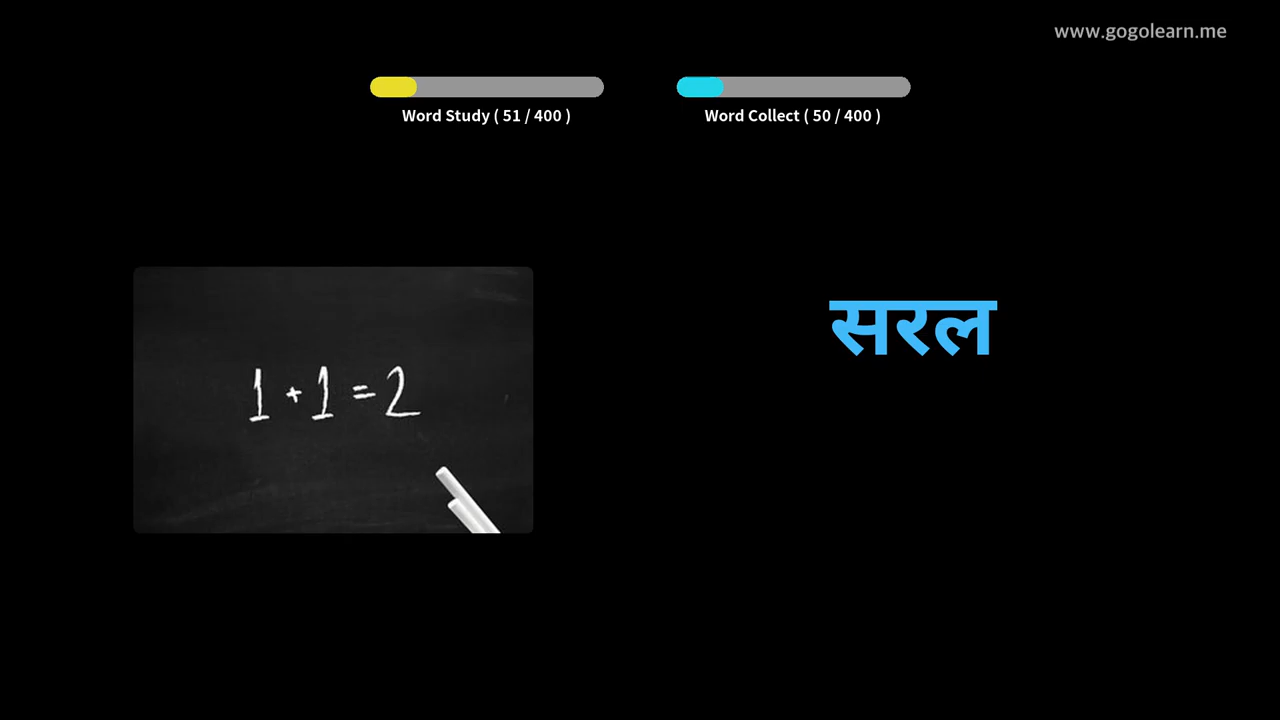 www.gogolearn.me
Word Study ( 51 / 400 )
Word Collect ( 50 / 400 )
1 + 1 = 2
सरल